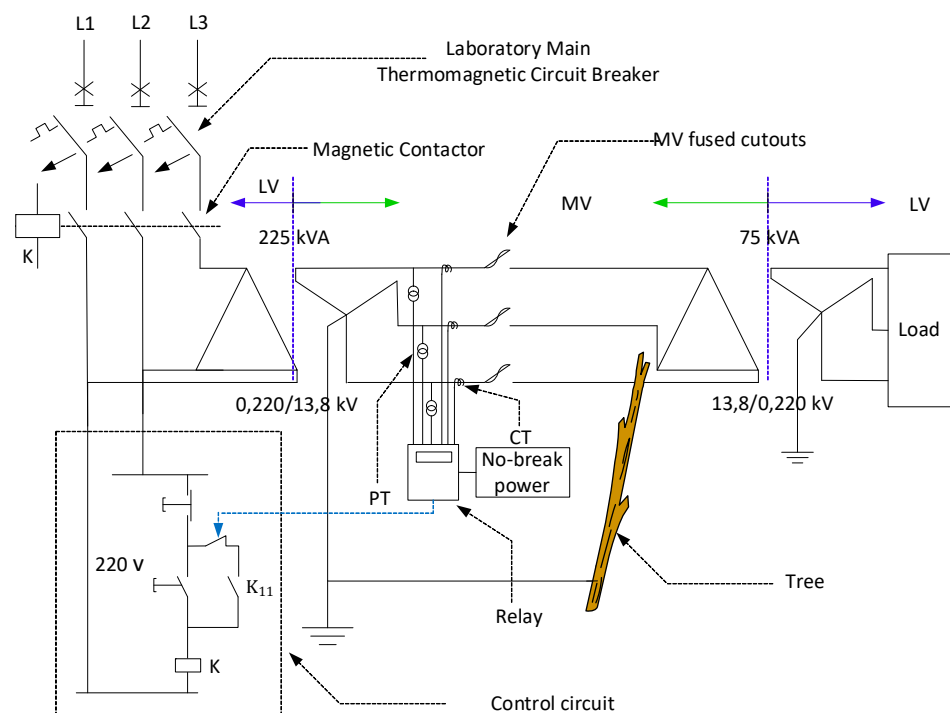 L1 L2 L3
Laboratory Main
Thermomagnetic Circuit Breaker
MV fused cutouts
Magnetic Contactor
LV
MV
LV
K
225 kVA
75 kVA
Load
0,220/13,8 kV
13,8/0,220 kV
CT
No-break
power
PT
220 v
K₁₁
Tree
Relay
K
Control circuit